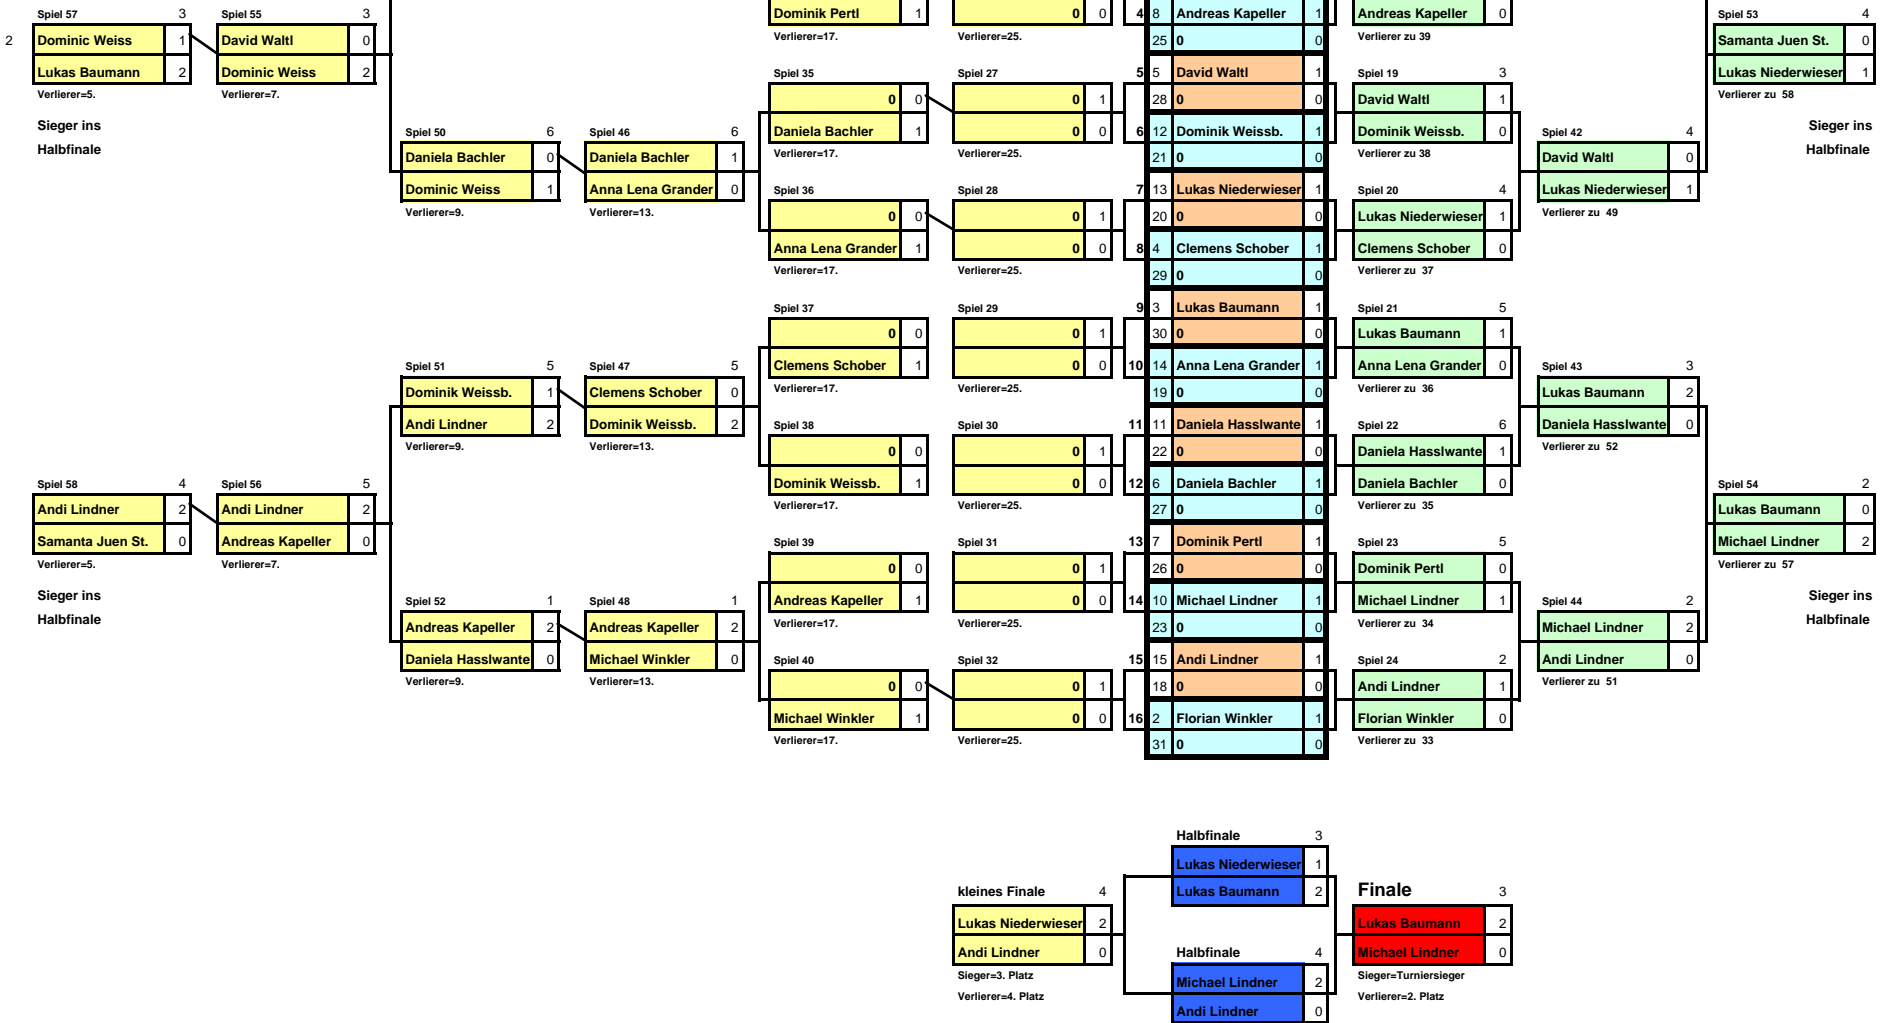 Spiel 57 3 Spiel 55 3 Dominik Pertl 1 0 0 4 8 Andreas Kapeller 1 Andreas Kapeller 0 Spiel 53 4
2 Dominic Weiss 1 David Waltl 0 Verlierer=17. Verlierer=25. 25 0 0 Verlierer zu 39 Samanta Juen St. 0
Lukas Baumann 2 Dominic Weiss 2 Spiel 35 Spiel 27 5 5 David Waltl 1 Spiel 19 3 Lukas Niederwieser 1
Verlierer=5. Verlierer=7. 0 0 0 1 28 0 0 David Waltl 1 Verlierer zu 58
Sieger ins Spiel 50 6 Spiel 46 6 Daniela Bachler 1 0 0 6 12 Dominik Weissb. 1 Dominik Weissb. 0 Spiel 42 4 Sieger ins
Halbfinale Daniela Bachler 0 Daniela Bachler 1 Verlierer=17. Verlierer=25. 21 0 0 Verlierer zu 38 David Waltl 0 Halbfinale
Dominic Weiss 1 Anna Lena Grander 0 Spiel 36 Spiel 28 7 13 Lukas Niederwieser 1 Spiel 20 4 Lukas Niederwieser 1
Verlierer=9. Verlierer=13. 0 0 0 1 20 0 0 Lukas Niederwieser 1 Verlierer zu 49
Anna Lena Grander 1 0 0 8 4 Clemens Schober 1 Clemens Schober 0
Verlierer=17. Verlierer=25. 29 0 0 Verlierer zu 37
Spiel 37 Spiel 29 9 3 Lukas Baumann 1 Spiel 21 5
0 0 0 1 30 0 0 Lukas Baumann 1
Spiel 51 5 Spiel 47 5 Clemens Schober 1 0 0 10 14 Anna Lena Grander 1 Anna Lena Grander 0 Spiel 43 3
Dominik Weissb. 1 Clemens Schober 0 Verlierer=17. Verlierer=25. 19 0 0 Verlierer zu 36 Lukas Baumann 2
Andi Lindner 2 Dominik Weissb. 2 Spiel 38 Spiel 30 11 11 Daniela Hasslwante 1 Spiel 22 6 Daniela Hasslwante 0
Verlierer=9. Verlierer=13. 0 0 0 1 22 0 0 Daniela Hasslwante 1 Verlierer zu 52
Spiel 58 4 Spiel 56 5 Dominik Weissb. 1 0 0 12 6 Daniela Bachler 1 Daniela Bachler 0 Spiel 54 2
Andi Lindner 2 Andi Lindner 2 Verlierer=17. Verlierer=25. 27 0 0 Verlierer zu 35 Lukas Baumann 0
Samanta Juen St. 0 Andreas Kapeller 0 Spiel 39 Spiel 31 13 7 Dominik Pertl 1 Spiel 23 5 Michael Lindner 2
Verlierer=5. Verlierer=7. 0 0 0 1 26 0 0 Dominik Pertl 0 Verlierer zu 57
Sieger ins Spiel 52 1 Spiel 48 1 Andreas Kapeller 1 0 0 14 10 Michael Lindner 1 Michael Lindner 1 Spiel 44 2 Sieger ins
Halbfinale Andreas Kapeller 2 Andreas Kapeller 2 Verlierer=17. Verlierer=25. 23 0 0 Verlierer zu 34 Michael Lindner 2 Halbfinale
Daniela Hasslwante 0 Michael Winkler 0 Spiel 40 Spiel 32 15 15 Andi Lindner 1 Spiel 24 2 Andi Lindner 0
Verlierer=9. Verlierer=13. 0 0 0 1 18 0 0 Andi Lindner 1 Verlierer zu 51
Michael Winkler 1 0 0 16 2 Florian Winkler 1 Florian Winkler 0
Verlierer=17. Verlierer=25. 31 0 0 Verlierer zu 33
Halbfinale 3
Lukas Niederwieser 1
kleines Finale 4 Lukas Baumann 2 Finale 3
Lukas Niederwieser 2 Lukas Baumann 2
Andi Lindner 0 Halbfinale 4 Michael Lindner 0
Sieger=3. Platz Michael Lindner 2 Sieger=Turniersieger
Verlierer=4. Platz Andi Lindner 0 Verlierer=2. Platz